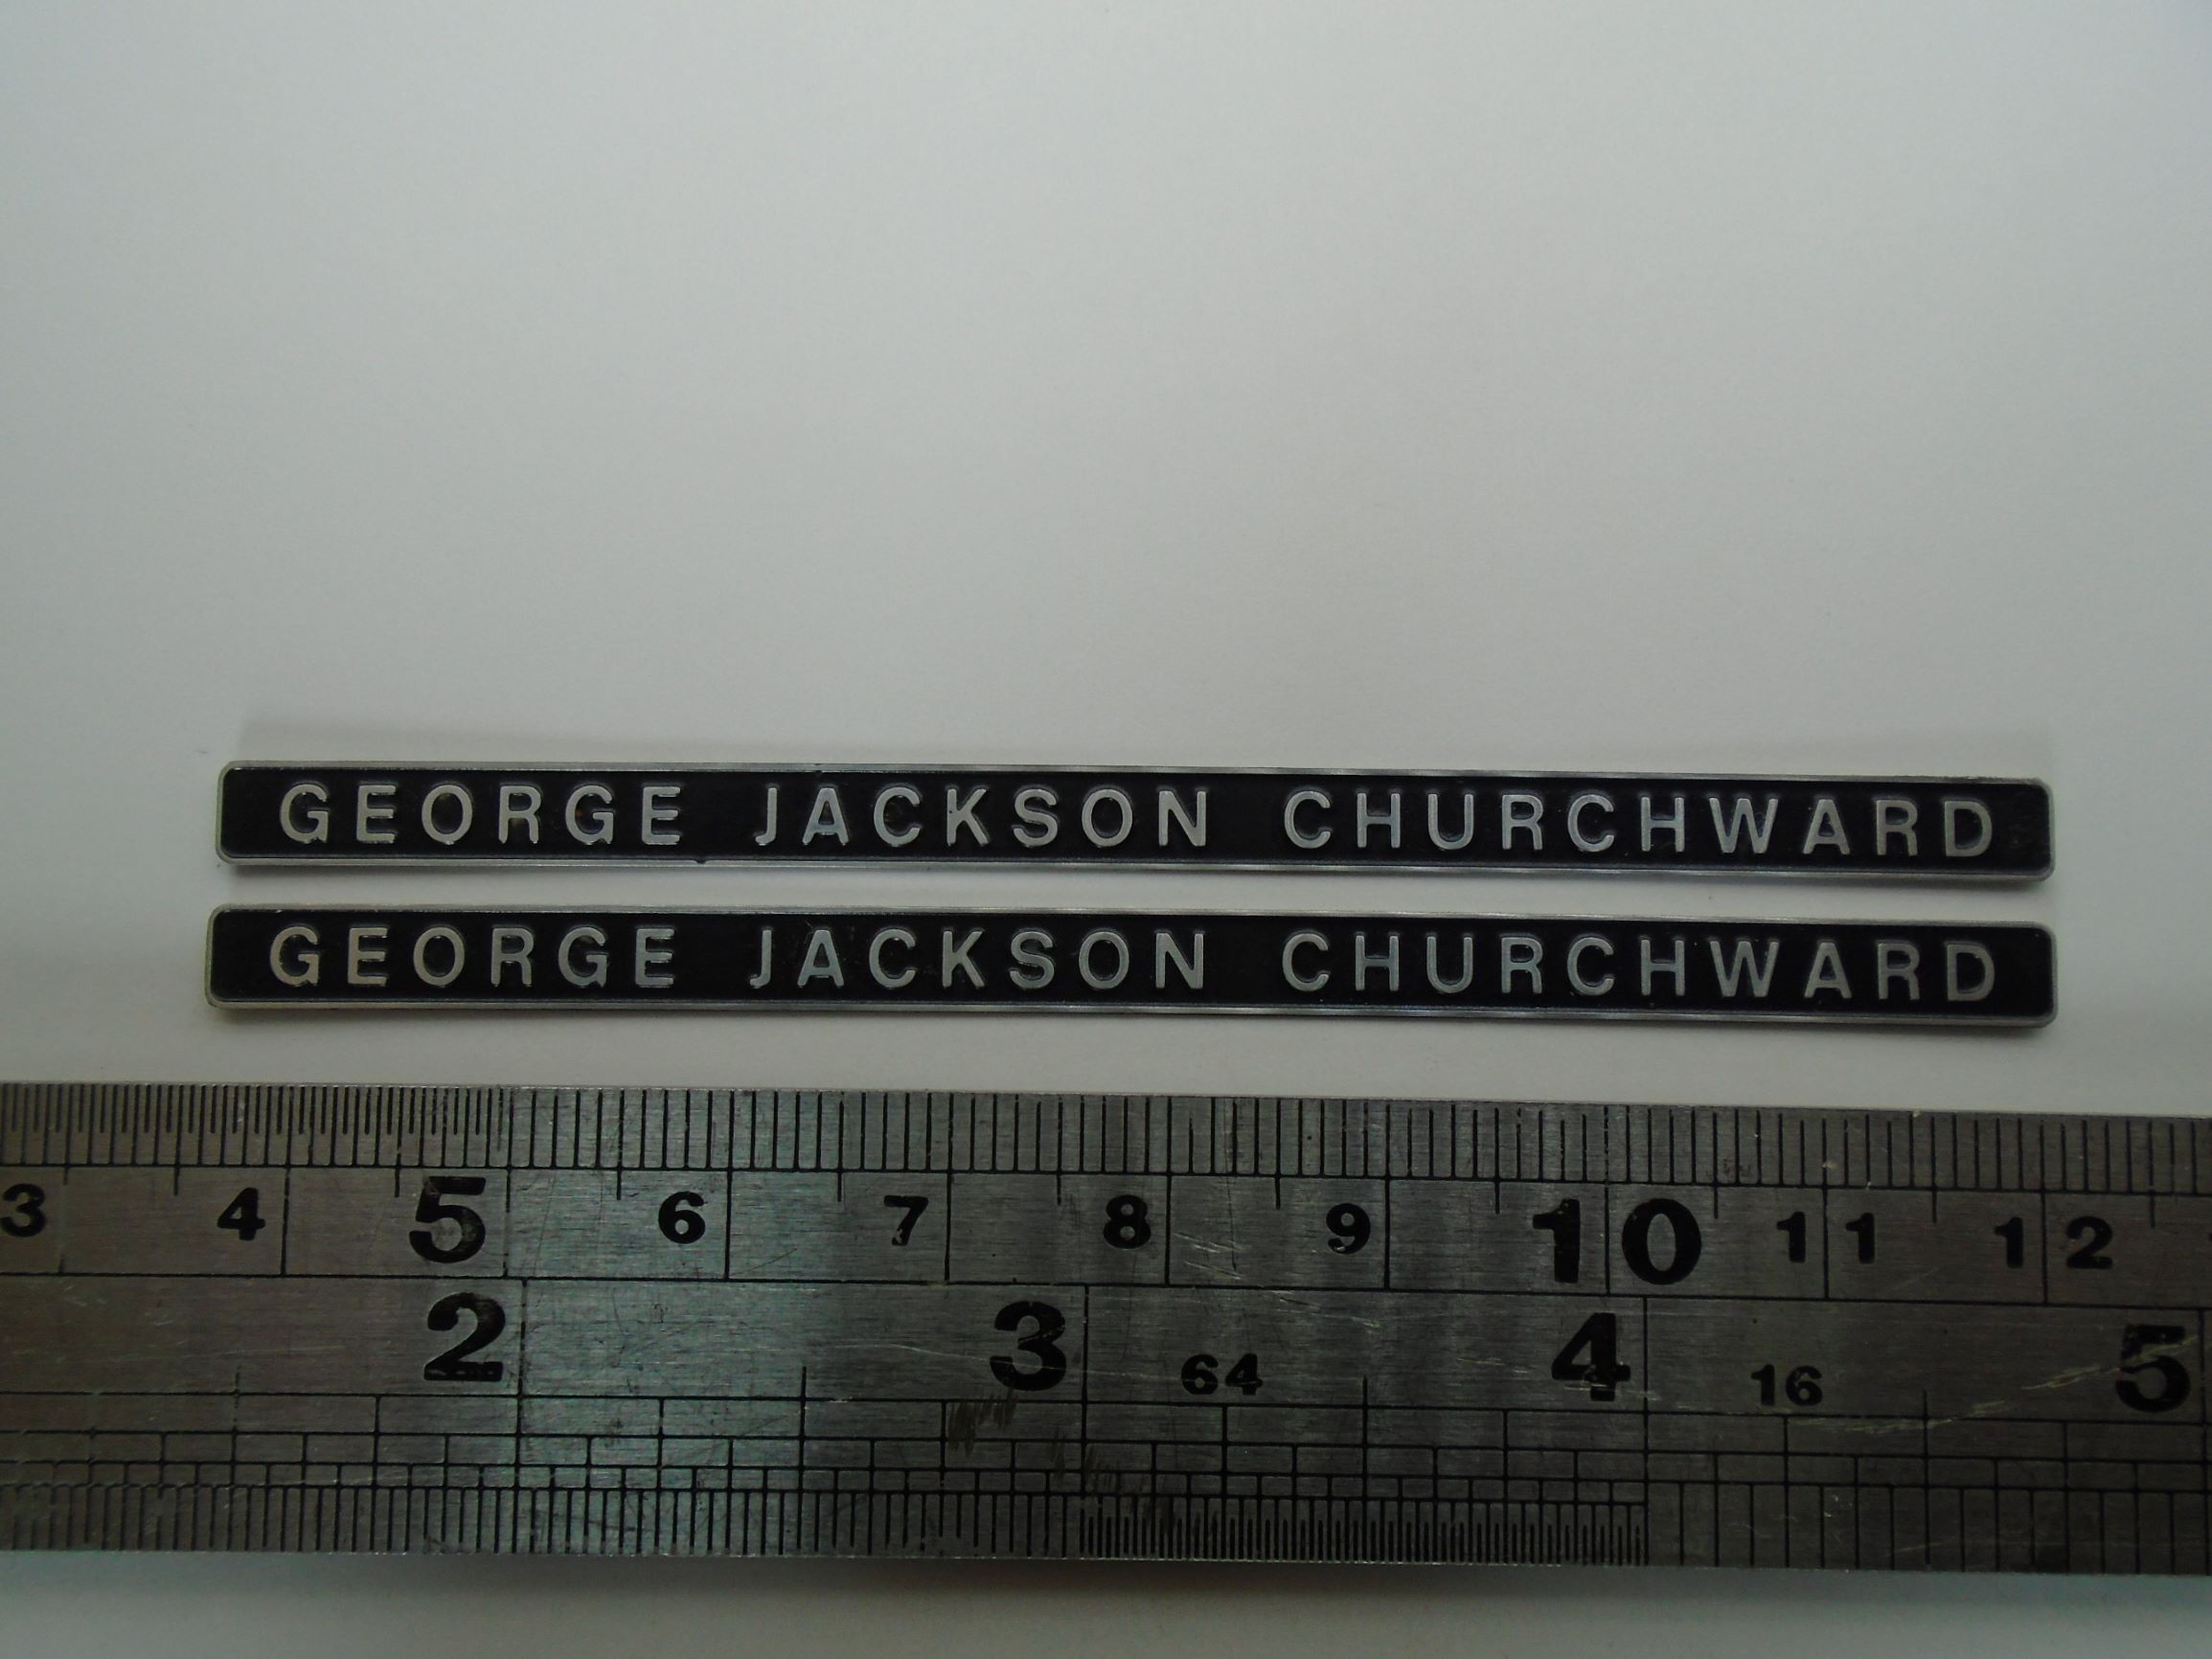 GEORGE JACKSON CHURCHWARD
GEORGE JACKSON CHURCHWARD
3 4 5 6 7 8 9 10 11 12
2 3 64 4 16 5